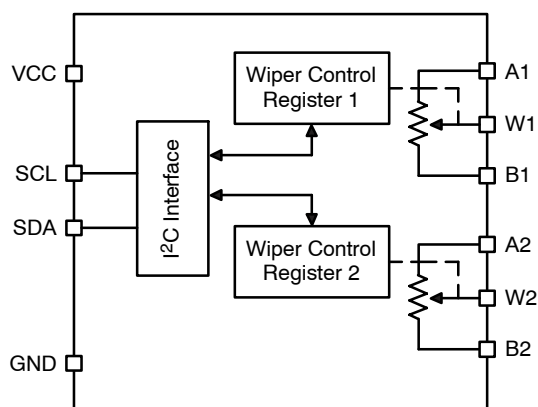 VCC
SCL
SDA
GND
I²C Interface
Wiper Control
Register 1
Wiper Control
Register 2
A1
W1
B1
A2
W2
B2